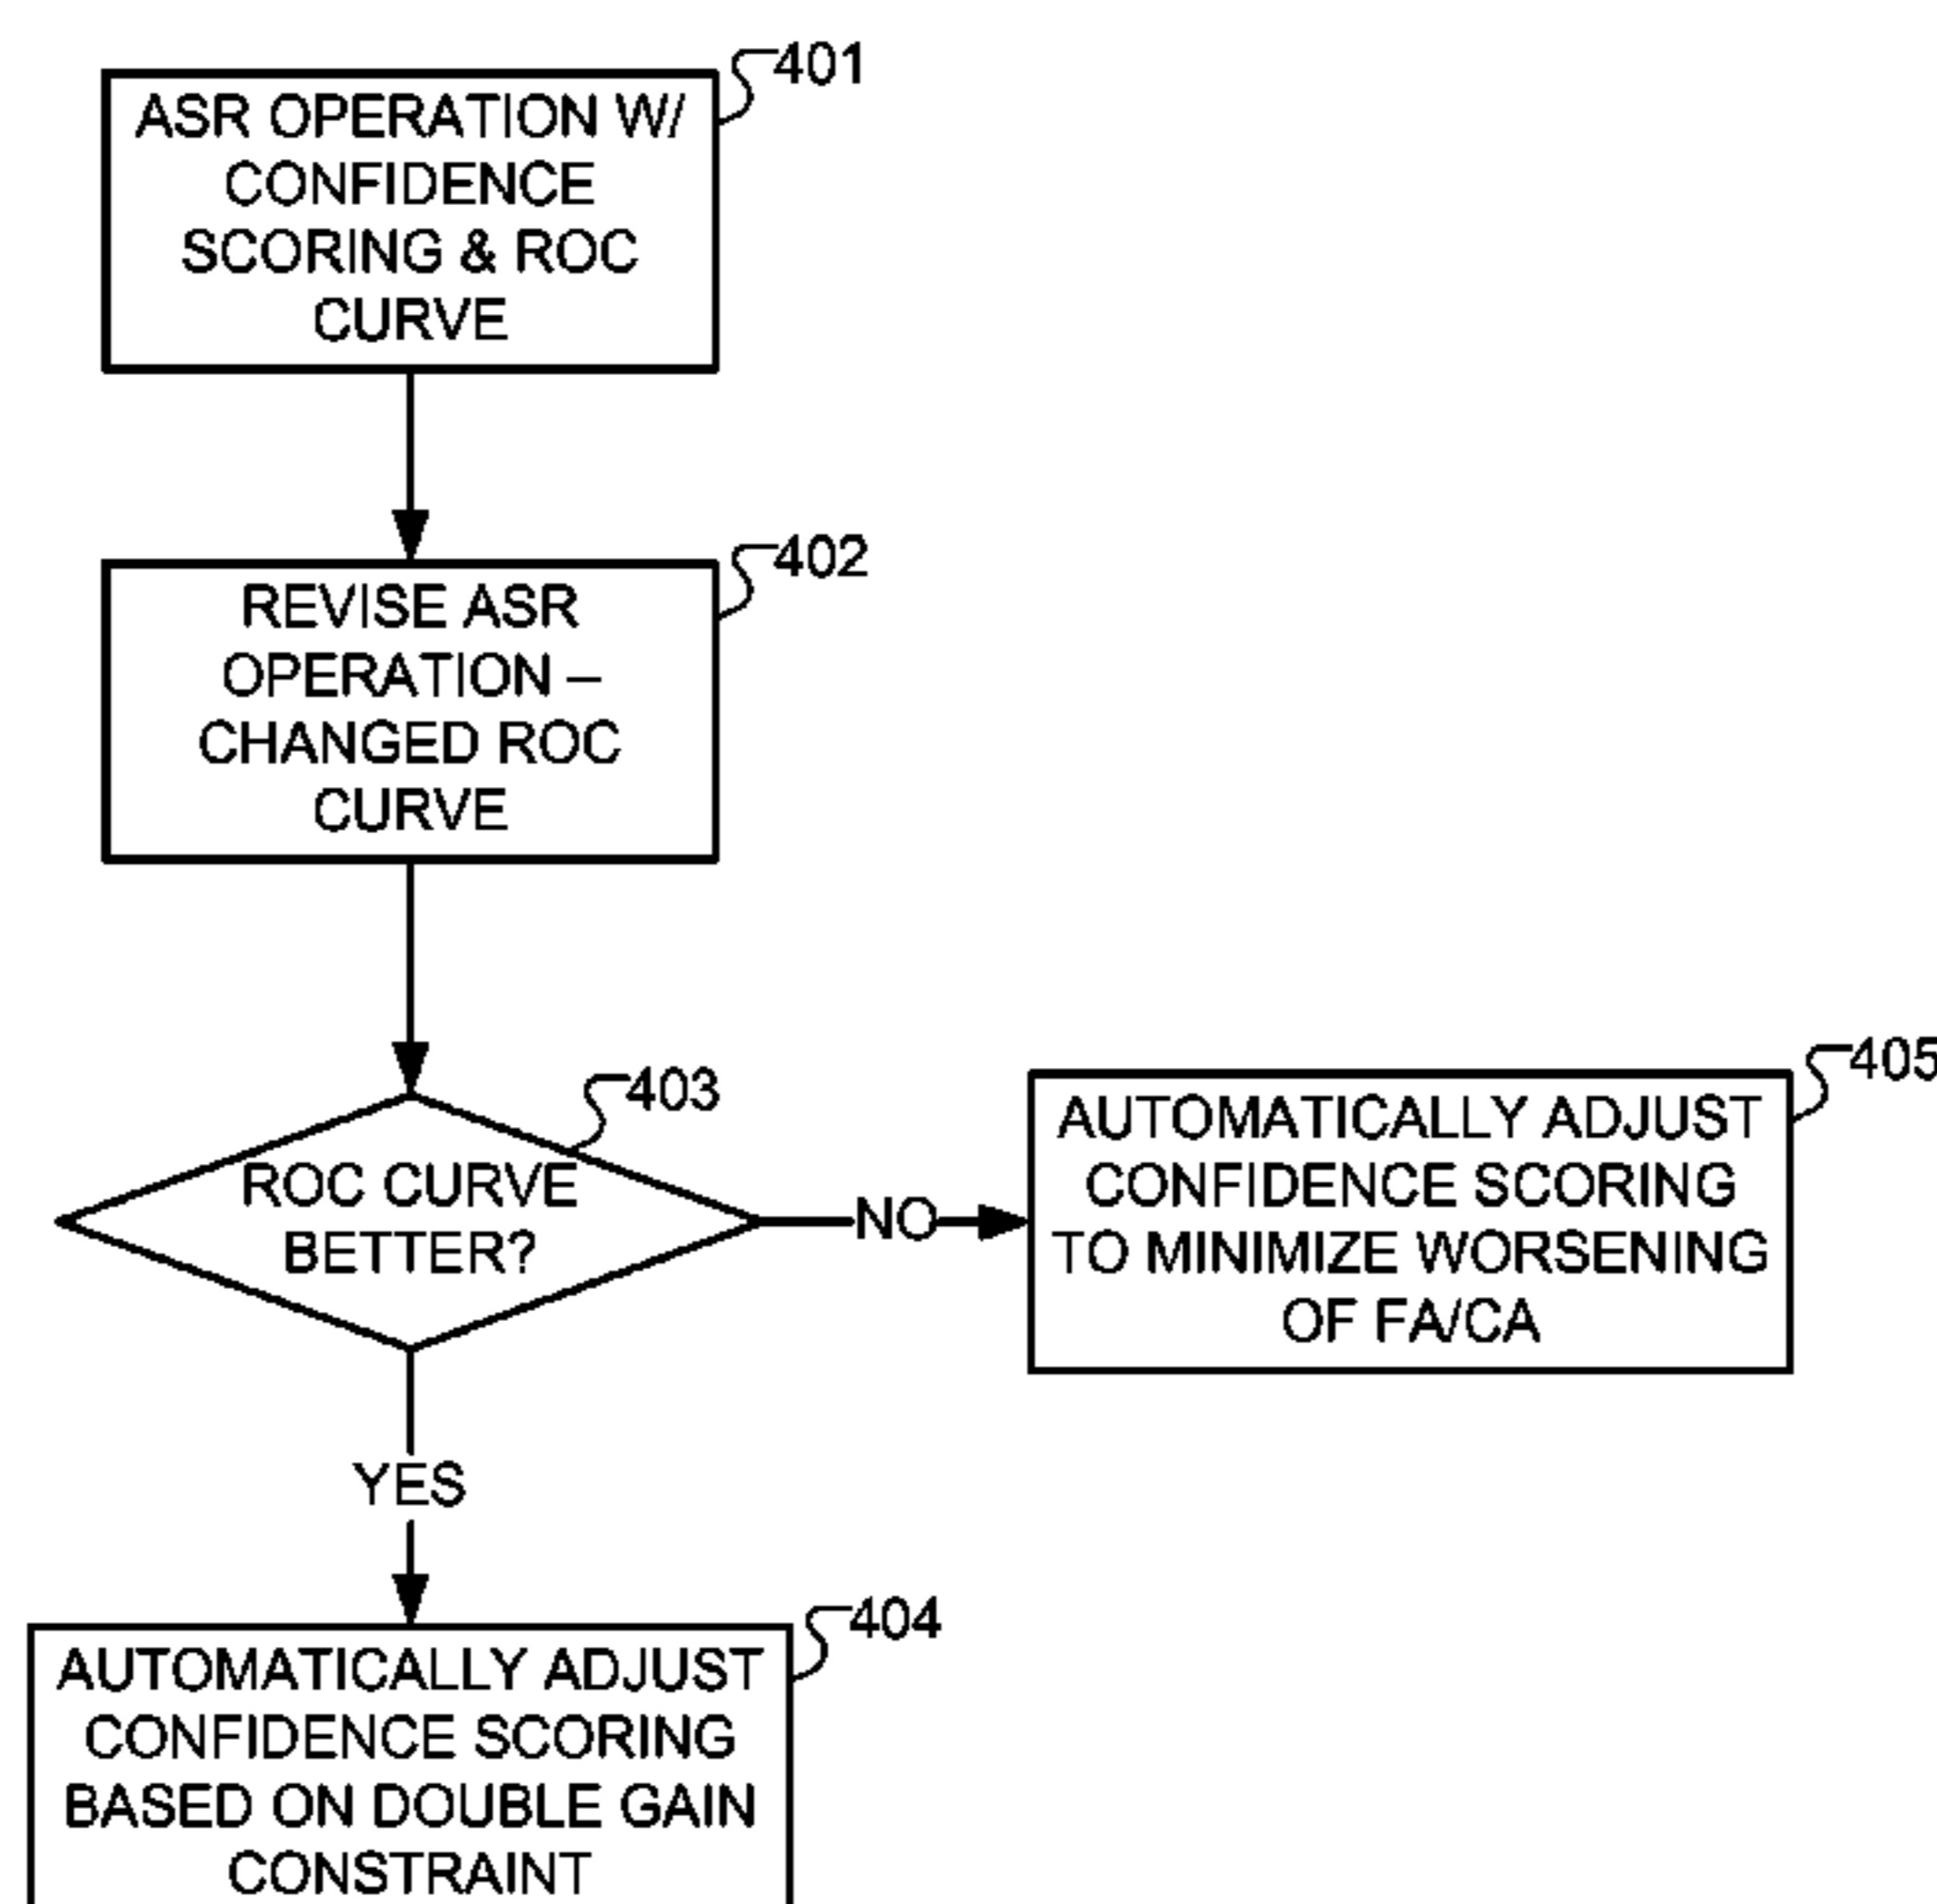 401
ASR OPERATION W/
CONFIDENCE
SCORING & ROC
CURVE
402
REVISE ASR
OPERATION –
CHANGED ROC
CURVE
403
ROC CURVE
BETTER?
NO
405
AUTOMATICALLY ADJUST
CONFIDENCE SCORING
TO MINIMIZE WORSENING
OF FA/CA
YES
404
AUTOMATICALLY ADJUST
CONFIDENCE SCORING
BASED ON DOUBLE GAIN
CONSTRAINT